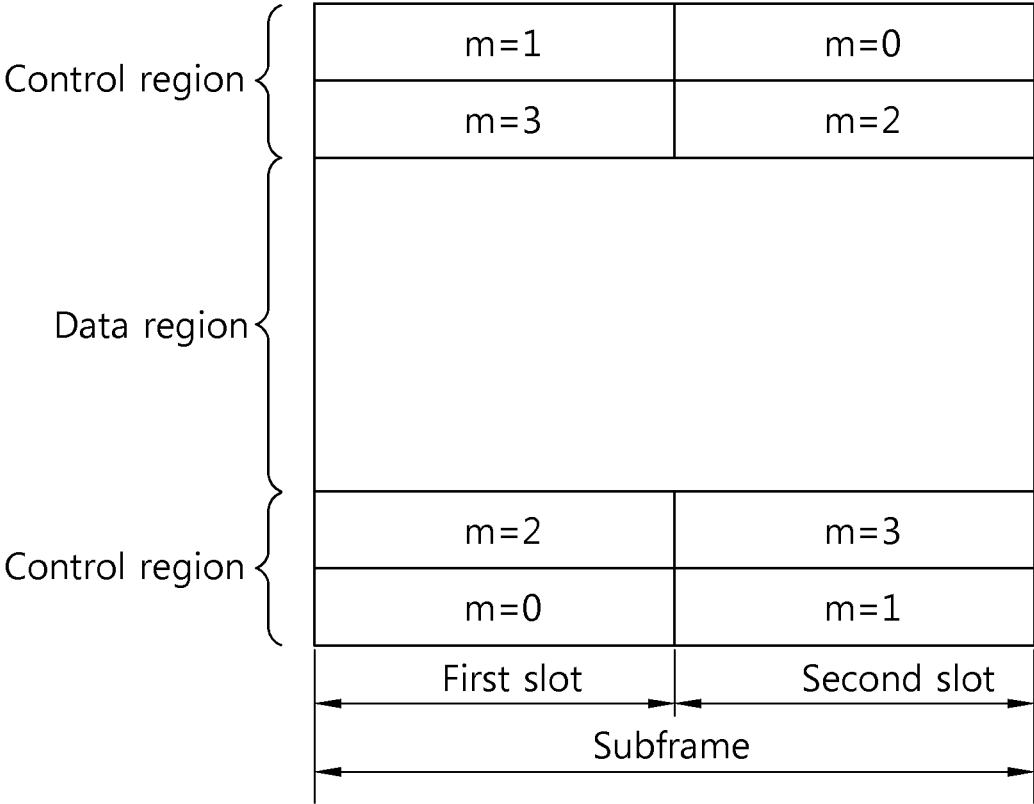 m=1 m=0
Control region
m=3 m=2
Data region
m=2 m=3
Control region
m=0 m=1
First slot Second slot
Subframe